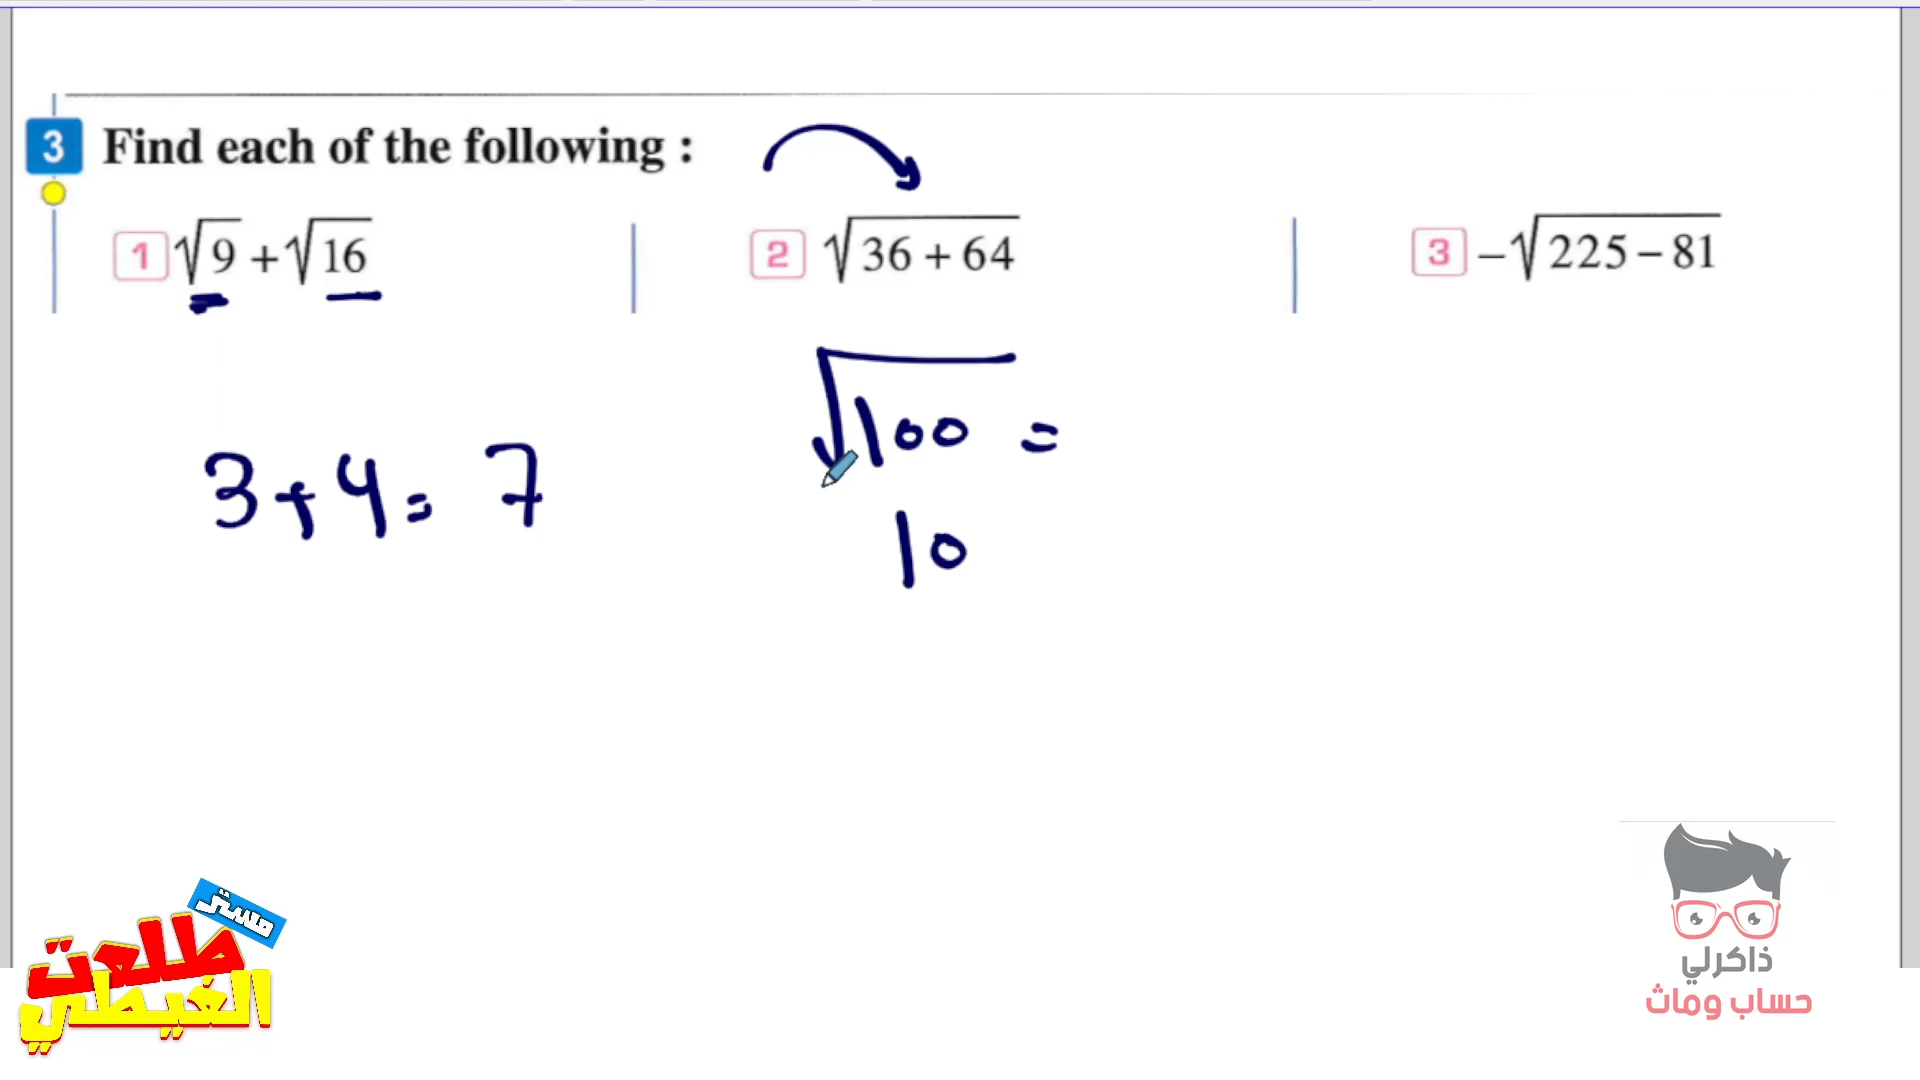 3 Find each of the following :
1 √9 + √16
2 √36 + 64
3 −√225 − 81
3 + 4 = 7
√100 =
10
مستر
طلعت
الغيطي
ذاكرلي
حساب وماث